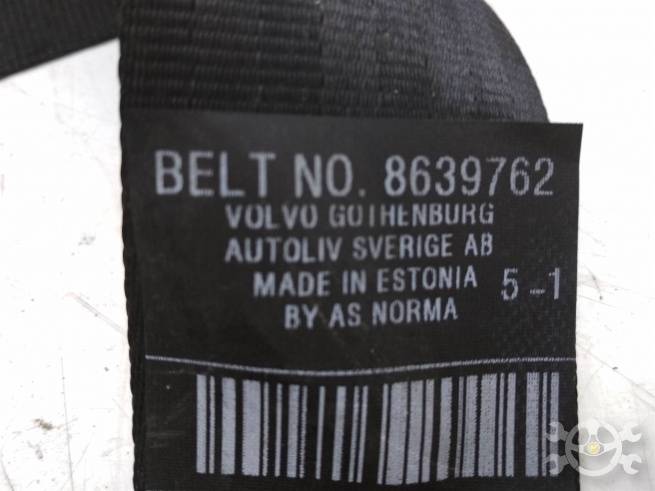 BELT NO. 8639762
VOLVO GOTHENBURG
AUTOLIV SVERIGE AB
MADE IN ESTONIA 5-1
BY AS NORMA